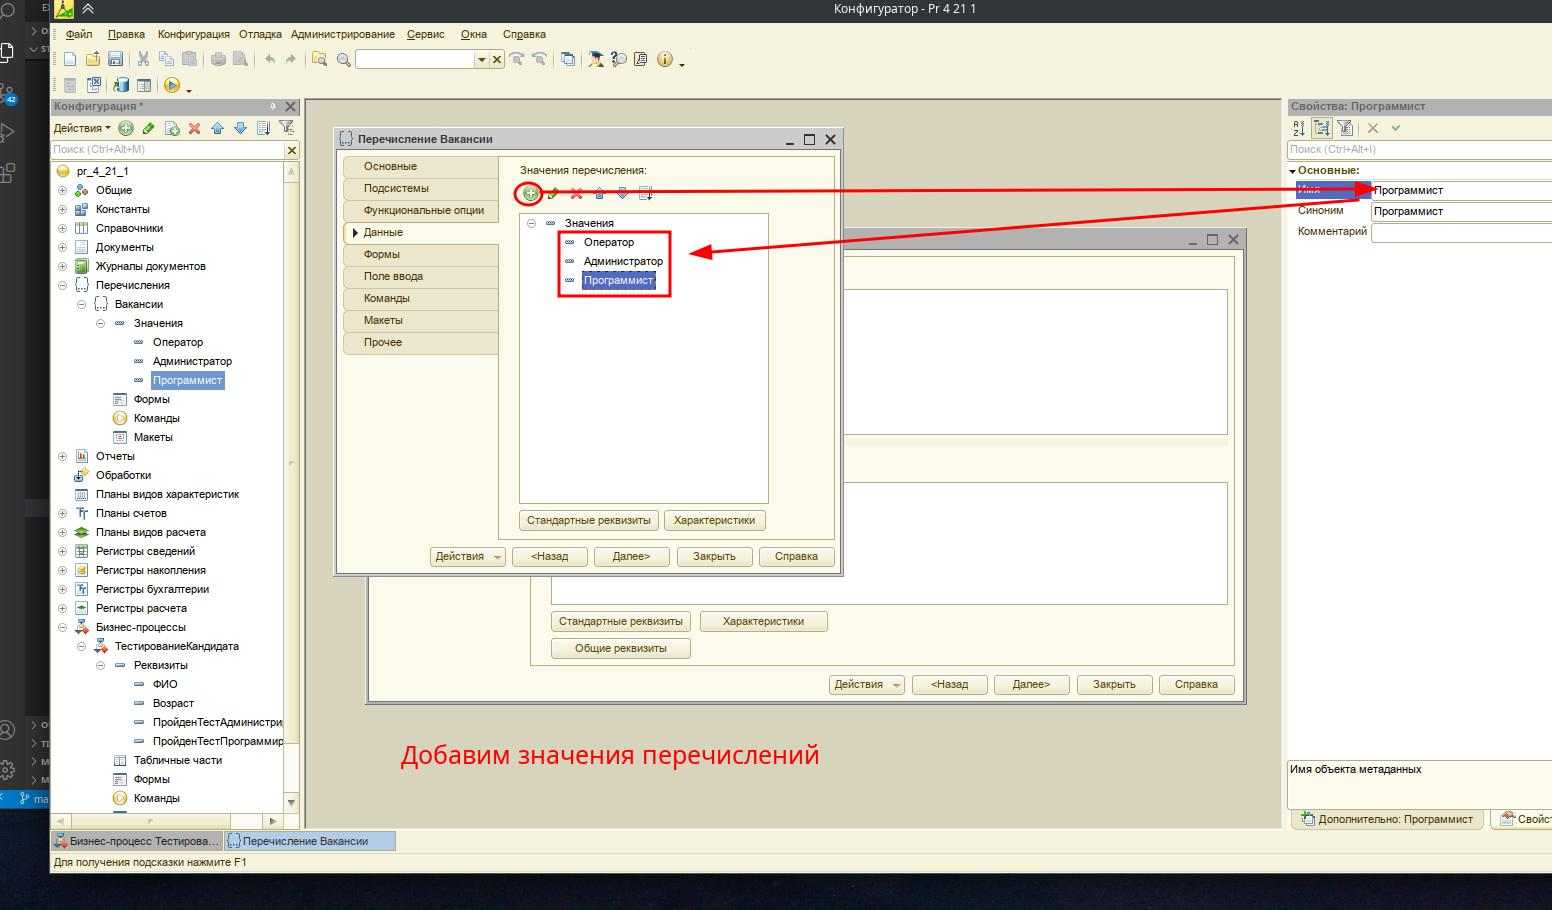 Конфигуратор - Pr 4 21 1
Файл Правка Конфигурация Отладка Администрирование Сервис Окна Справка
Конфигурация *
Действия
Поиск (Ctrl+Alt+M)
pr_4_21_1
Общие
Константы
Справочники
Документы
Журналы документов
Перечисления
Вакансии
Значения
Оператор
Администратор
Программист
Формы
Команды
Макеты
Отчеты
Обработки
Планы видов характеристик
Планы счетов
Планы видов расчета
Регистры сведений
Регистры накопления
Регистры бухгалтерии
Регистры расчета
Бизнес-процессы
ТестированиеКандидата
Реквизиты
ФИО
Возраст
ПройденТестАдминистри
ПройденТестПрограммир
Табличные части
Формы
Команды
Перечисление Вакансии
Основные
Подсистемы
Функциональные опции
Данные
Формы
Поле ввода
Команды
Макеты
Прочее
Значения перечисления:
Значения
Оператор
Администратор
Программист
Стандартные реквизиты Характеристики
Действия <Назад Далее> Закрыть Справка
Стандартные реквизиты Характеристики
Общие реквизиты
Действия <Назад Далее> Закрыть Справка
Добавим значения перечислений
Свойства: Программист
Поиск (Ctrl+Alt+I)
Основные:
Имя Программист
Синоним Программист
Комментарий
Имя объекта метаданных
Дополнительно: Программист Свойст
Бизнес-процесс Тестирова... Перечисление Вакансии
Для получения подсказки нажмите F1
42
ma